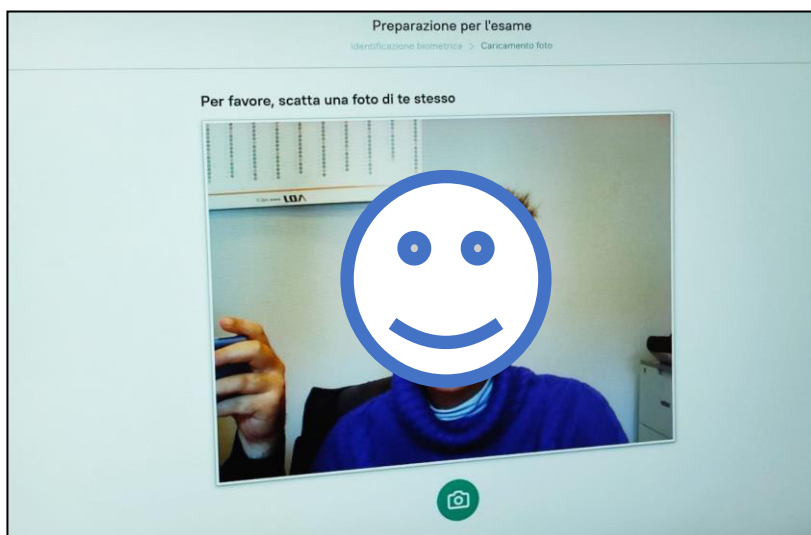 Preparazione per l'esame
Identificazione biometrica > Caricamento foto
Per favore, scatta una foto di te stesso